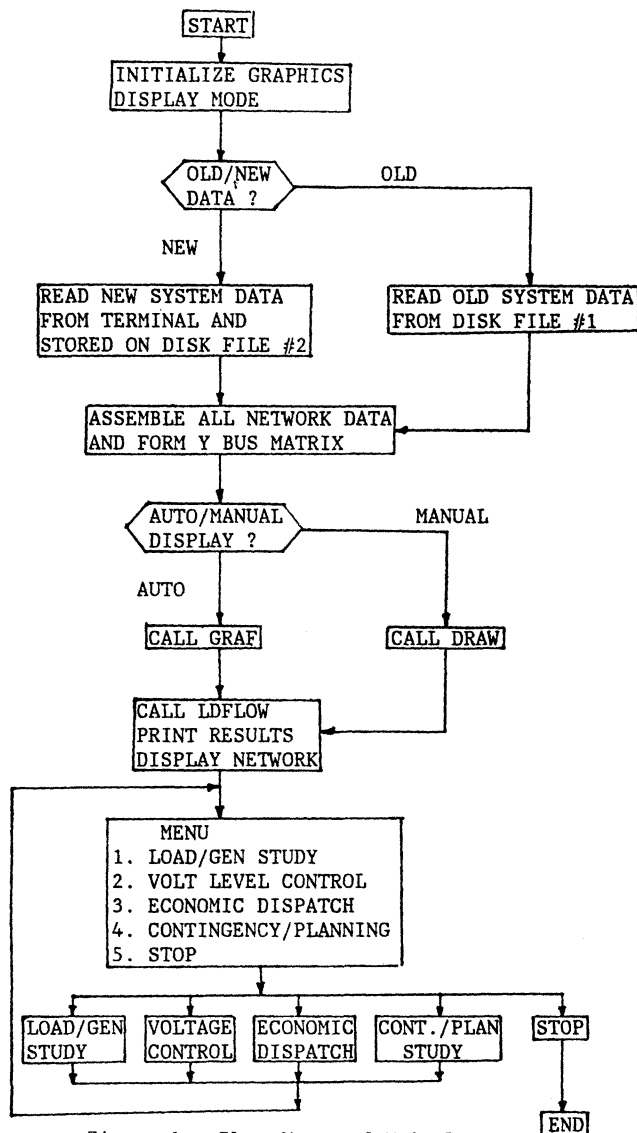 START
INITIALIZE GRAPHICS
DISPLAY MODE
OLD/NEW
DATA ?
OLD
NEW
READ NEW SYSTEM DATA
FROM TERMINAL AND
STORED ON DISK FILE #2
READ OLD SYSTEM DATA
FROM DISK FILE #1
ASSEMBLE ALL NETWORK DATA
AND FORM Y BUS MATRIX
AUTO/MANUAL
DISPLAY ?
MANUAL
AUTO
CALL GRAF
CALL DRAW
CALL LDFLOW
PRINT RESULTS
DISPLAY NETWORK
MENU
1. LOAD/GEN STUDY
2. VOLT LEVEL CONTROL
3. ECONOMIC DISPATCH
4. CONTINGENCY/PLANNING
5. STOP
LOAD/GEN
STUDY
VOLTAGE
CONTROL
ECONOMIC
DISPATCH
CONT./PLAN
STUDY
STOP
END